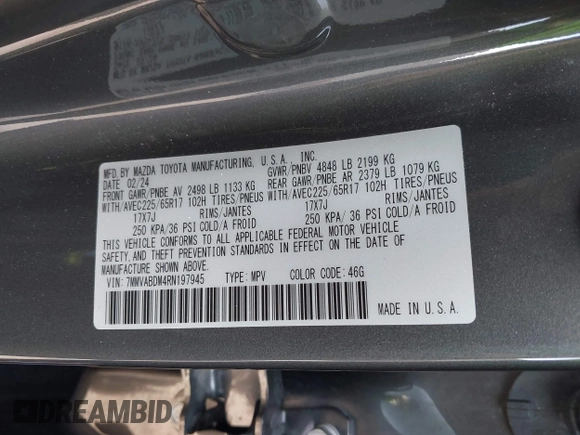 MFD.BY MAZDA TOYOTA MANUFACTURING, U.S.A., INC.
DATE 02/24 GVWR/PNBV 4848 LB 2199 KG
FRONT GAWR/PNBE AV 2498 LB 1133 KG REAR GAWR/PNBE AR 2379 LB 1079 KG
WITH/AVEC225/65R17 102H TIRES/PNEUS WITH/AVEC225/65R17 102H TIRES/PNEUS
17X7J RIMS/JANTES 17X7J RIMS/JANTES
250 KPA/36 PSI COLD/A FROID 250 KPA/ 36 PSI COLD/A FROID
THIS VEHICLE CONFORMS TO ALL APPLICABLE FEDERAL MOTOR VEHICLE
SAFETY,AND THEFT PREVENTION STANDARDS IN EFFECT ON THE DATE OF
MANUFACTURE SHOWN ABOVE.
VIN: 7MMVABDM4RN197945 TYPE: MPV COLOR CODE: 46G
MADE IN U.S.A.
DREAMBID